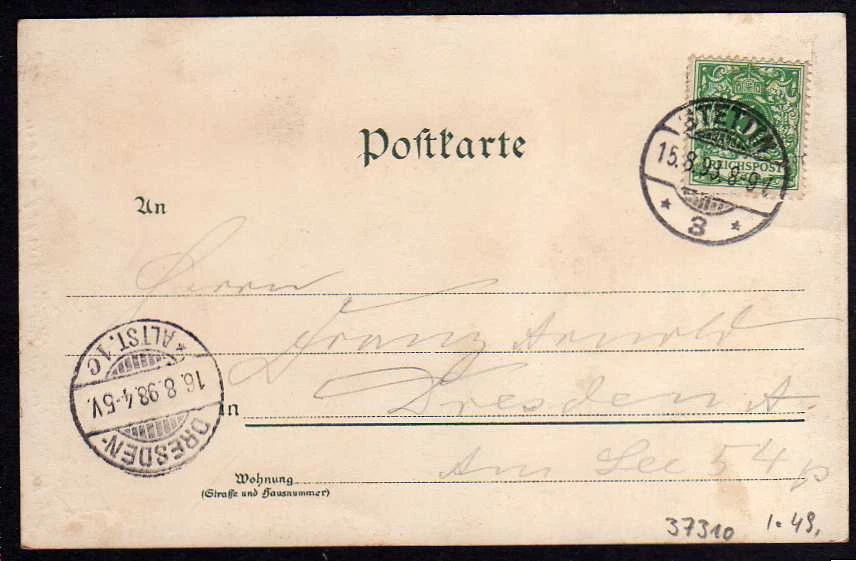 Postkarte
REICHSPOST
STETTIN
15.8.98.8-9V.
* 3 *
An
Herrn
Franz Arnold
in Dresden A.
Am See 54 p
Wohnung
(Straße und Hausnummer)
DRESDEN-
16.8.98.4-5V.
*ALTST.1c
37310 1.49,